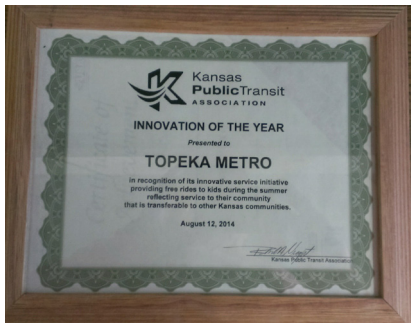 Kansas
PublicTransit
ASSOCIATION
INNOVATION OF THE YEAR
Presented to
TOPEKA METRO
in recognition of its innovative service initiative
providing free rides to kids during the summer
reflecting service to their community
that is transferable to other Kansas communities.
August 12, 2014
Kansas Public Transit Association